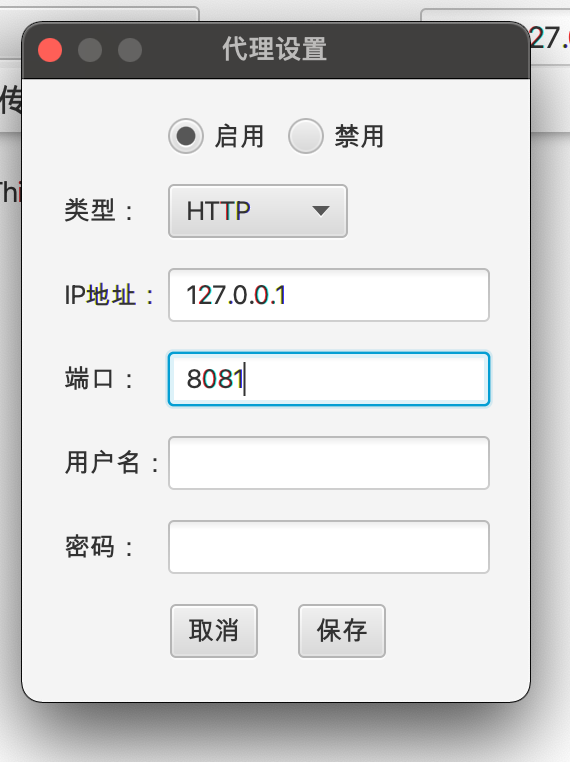 代理设置
27.
传
启用 禁用
Thi
类型： HTTP
IP地址： 127.0.0.1
端口： 8081
用户名：
密码：
取消 保存